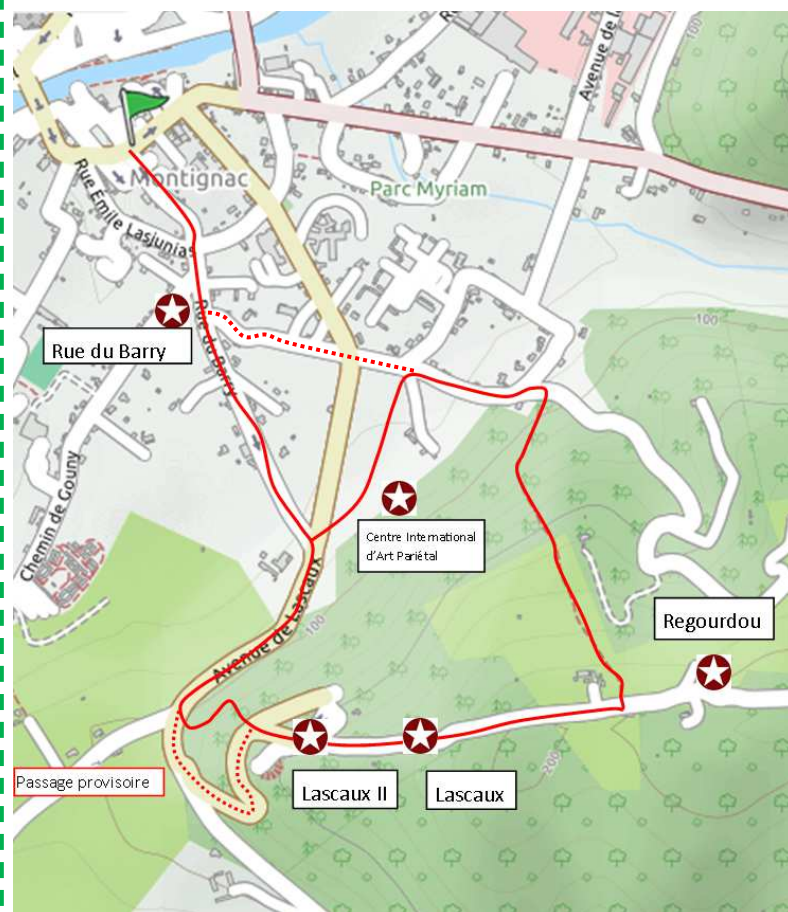 100
Avenue de l
Montignac
Parc Myriam
Rue Emile Lasjunias
100
Rue du Barry
Rue du Barry
Chemin de Gouny
Centre International
d'Art Pariétal
100
Avenue de Lascaux
Regourdou
200
Passage provisoire
Lascaux II
Lascaux